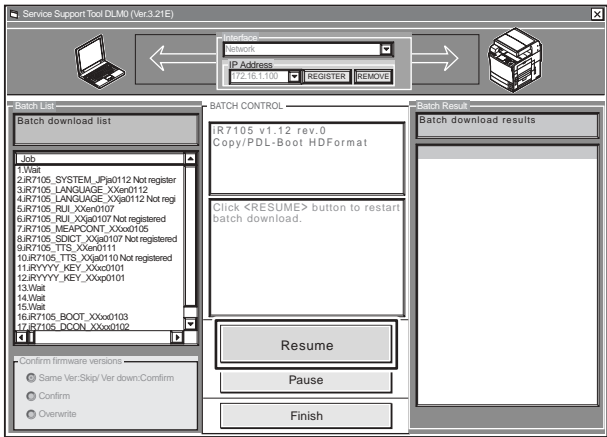 Service Support Tool DLM0 (Ver.3.21E)
Interface
Network
IP Address
172.16.1.100
REGISTER
REMOVE
Batch List
Batch download list
Job
1.Wait
2.iR7105_SYSTEM_JPja0112 Not register
3.iR7105_LANGUAGE_XXen0112
4.iR7105_LANGUAGE_XXja0112 Not regi
5.iR7105_RUI_XXen0107
6.iR7105_RUI_XXja0107 Not registered
7.iR7105_MEAPCONT_XXxx0105
8.iR7105_SDICT_XXja0107 Not registered
9.iR7105_TTS_XXen0111
10.iR7105_TTS_XXja0110 Not registered
11.iRYYYY_KEY_XXxc0101
12.iRYYYY_KEY_XXxp0101
13.Wait
14.Wait
15.Wait
16.iR7105_BOOT_XXxx0103
17.iR7105_DCON_XXxx0102
Confirm firmware versions
Same Ver:Skip/ Ver down:Comfirm
Confirm
Overwrite
BATCH CONTROL
iR7105 v1.12 rev.0
Copy/PDL-Boot HDFormat
Click <RESUME> button to restart
batch download.
Resume
Pause
Finish
Batch Result
Batch download results